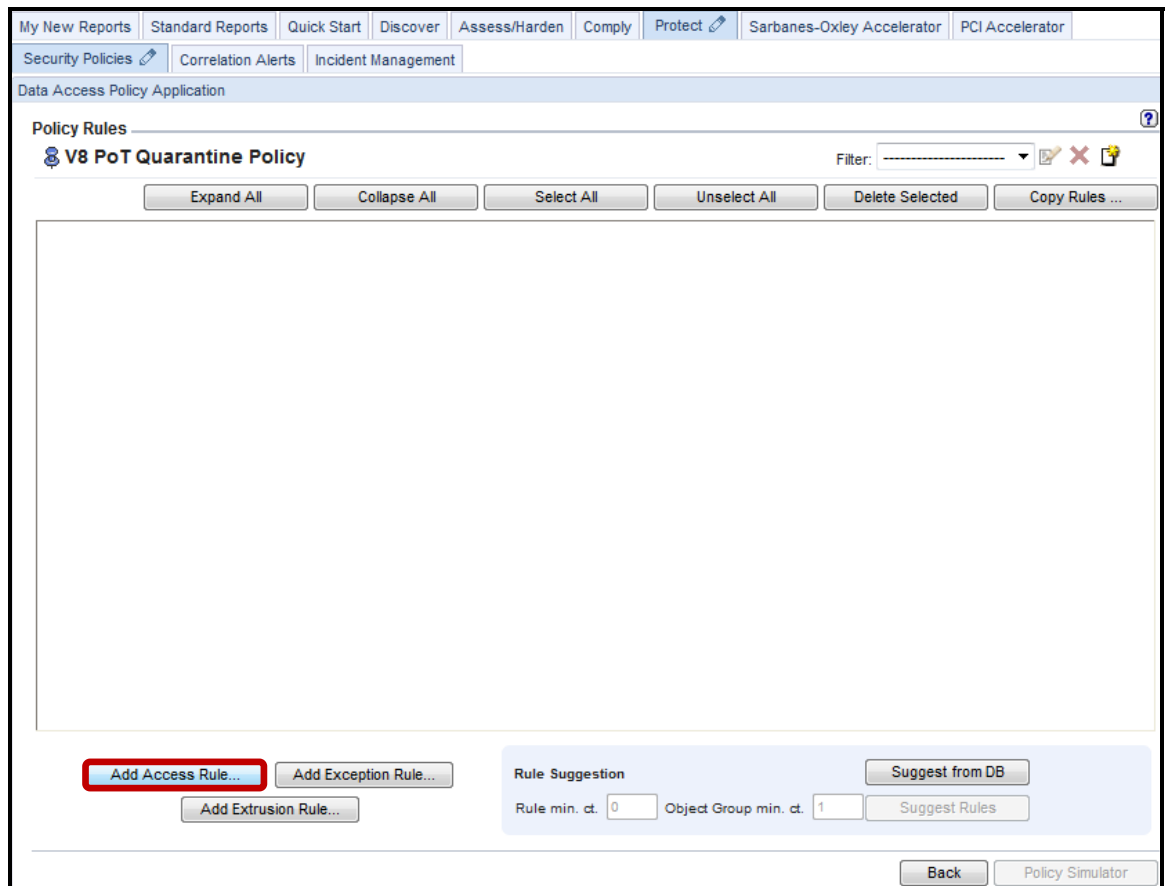 My New Reports Standard Reports Quick Start Discover Assess/Harden Comply Protect Sarbanes-Oxley Accelerator PCI Accelerator
Security Policies Correlation Alerts Incident Management
Data Access Policy Application
?
Policy Rules
V8 PoT Quarantine Policy Filter: ----------------------
Expand All Collapse All Select All Unselect All Delete Selected Copy Rules ...
Add Access Rule... Add Exception Rule... Rule Suggestion Suggest from DB
Add Extrusion Rule... Rule min. ct. 0 Object Group min. ct. 1 Suggest Rules
Back Policy Simulator